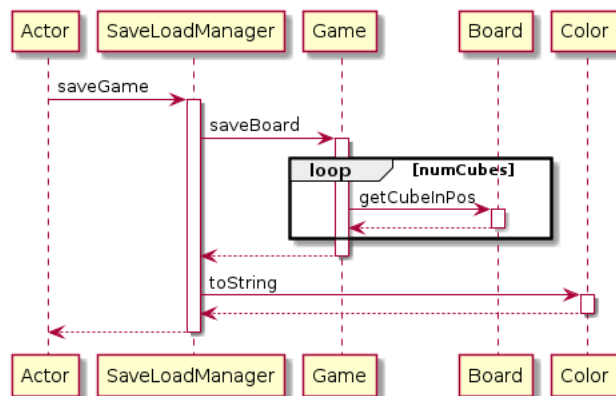 Actor SaveLoadManager Game Board Color
saveGame
saveBoard
loop [numCubes]
getCubeInPos
toString
Actor SaveLoadManager Game Board Color